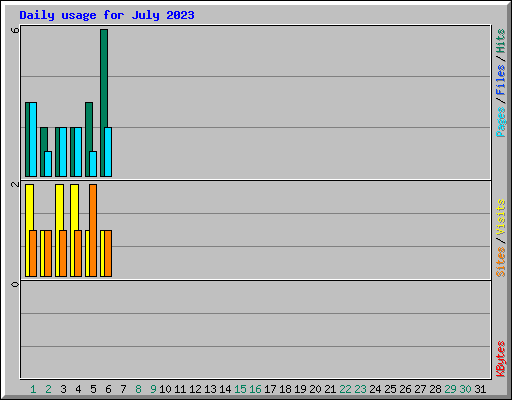 Daily usage for July 2023
6
2
0
Pages / Files / Hits
Sites / Visits
KBytes
1 2 3 4 5 6 7 8 9 10 11 12 13 14 15 16 17 18 19 20 21 22 23 24 25 26 27 28 29 30 31